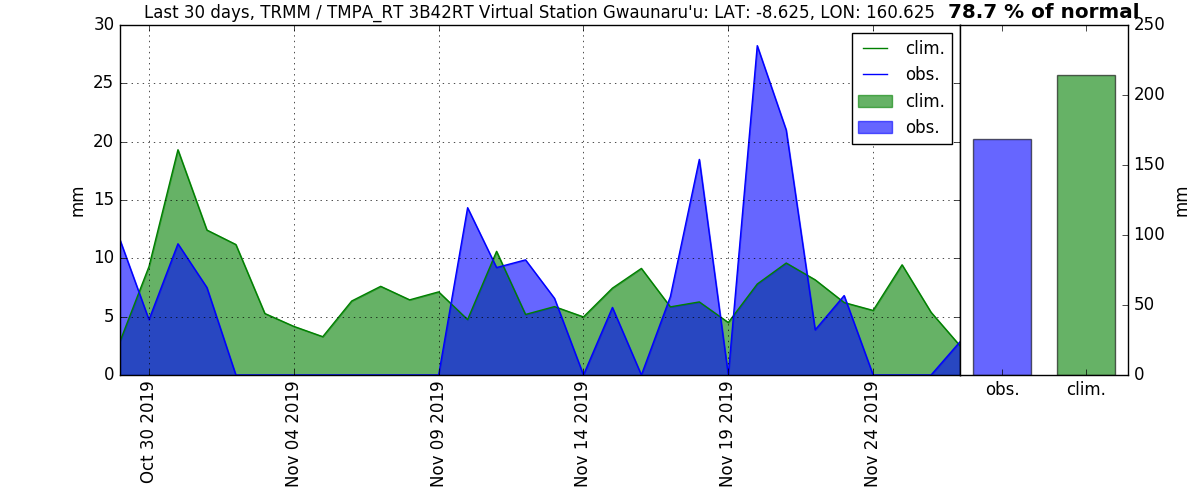 Last 30 days, TRMM / TMPA_RT 3B42RT Virtual Station Gwaunaru'u: LAT: -8.625, LON: 160.625
78.7 % of normal
30
25
20
15
10
5
0
mm
clim.
obs.
clim.
obs.
Oct 30 2019
Nov 04 2019
Nov 09 2019
Nov 14 2019
Nov 19 2019
Nov 24 2019
250
200
150
100
50
0
mm
obs.
clim.